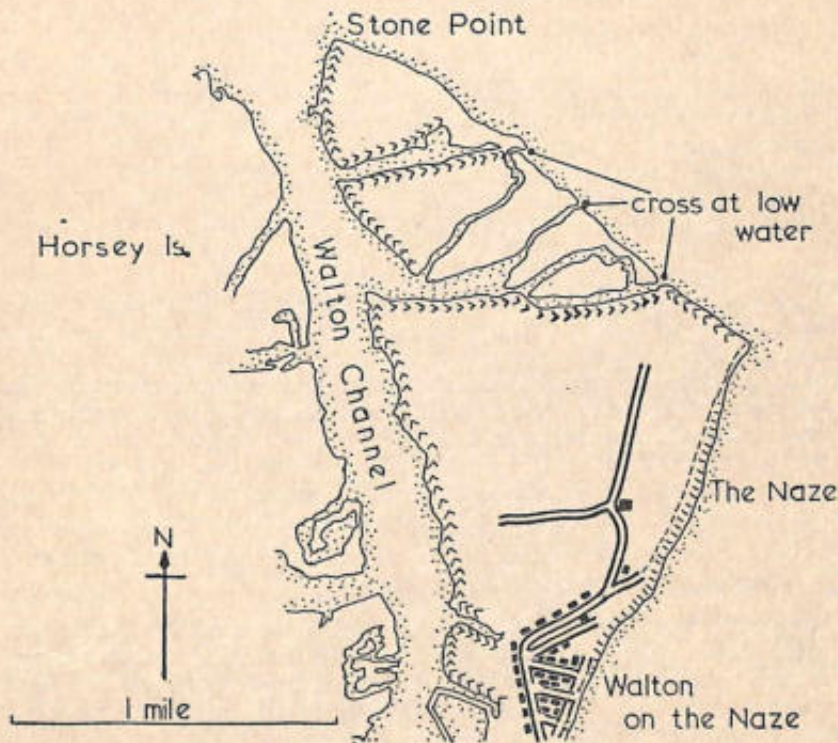 Stone Point
cross at low
water
Horsey Is.
Walton Channel
The Naze
N
1 mile
Walton
on the Naze